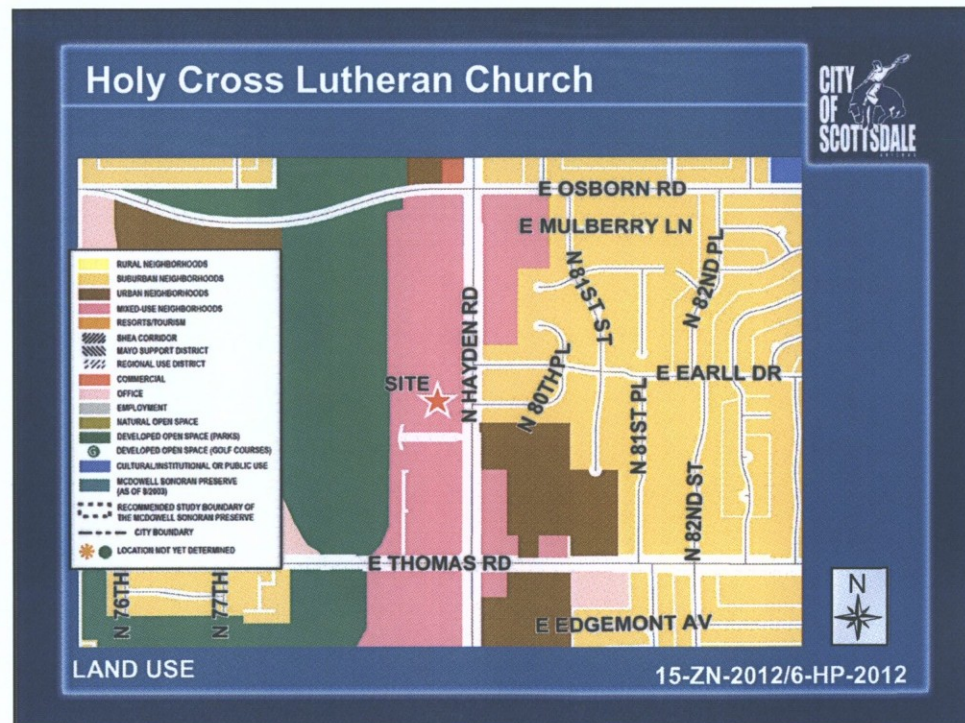 Holy Cross Lutheran Church
CITY
OF
SCOTTSDALE
ARIZONA
E OSBORN RD
E MULBERRY LN
N 81ST ST
N 82ND PL
N HAYDEN RD
RURAL NEIGHBORHOODS
SUBURBAN NEIGHBORHOODS
URBAN NEIGHBORHOODS
MIXED-USE NEIGHBORHOODS
RESORTS/TOURISM
SHEA CORRIDOR
MAYO SUPPORT DISTRICT
REGIONAL USE DISTRICT
COMMERCIAL
OFFICE
EMPLOYMENT
NATURAL OPEN SPACE
DEVELOPED OPEN SPACE (PARKS)
G DEVELOPED OPEN SPACE (GOLF COURSES)
CULTURAL/INSTITUTIONAL OR PUBLIC USE
MCDOWELL SONORAN PRESERVE
(AS OF 8/2003)
RECOMMENDED STUDY BOUNDARY OF
THE MCDOWELL SONORAN PRESERVE
CITY BOUNDARY
LOCATION NOT YET DETERMINED
SITE
E EARLL DR
N 80TH PL
N 81ST PL
N 82ND ST
E THOMAS RD
N 76TH
N 77TH
E EDGEMONT AV
N
LAND USE
15-ZN-2012/6-HP-2012